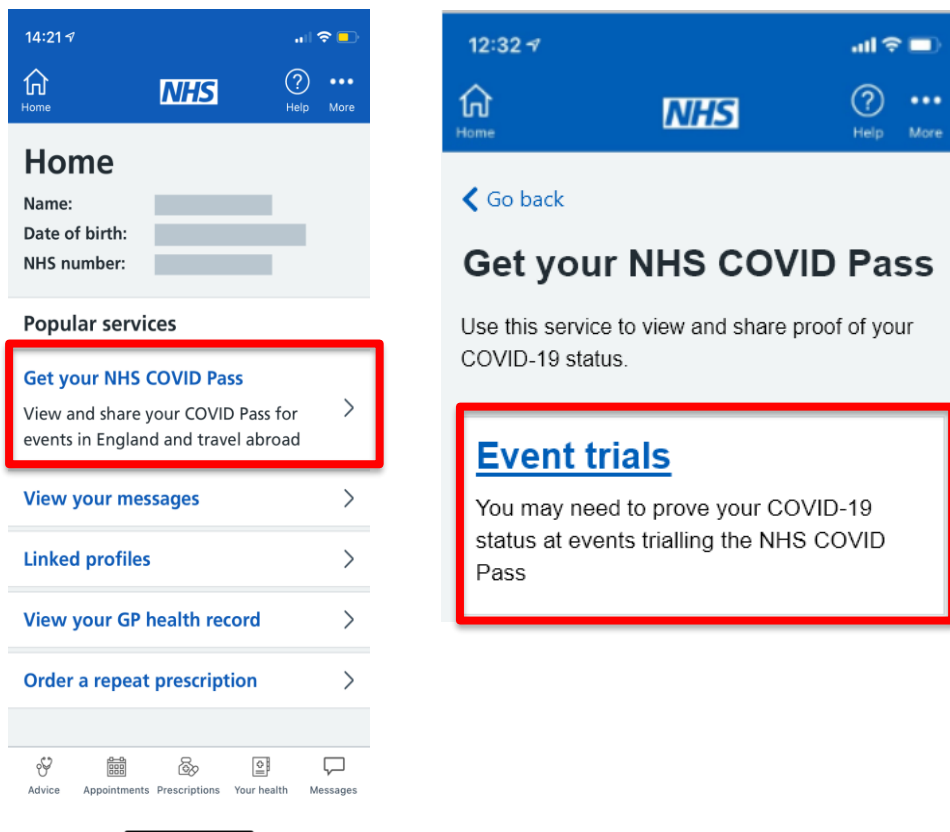 14:21
Home
NHS
Help
More
Home
Name:
Date of birth:
NHS number:
Popular services
Get your NHS COVID Pass
View and share your COVID Pass for
events in England and travel abroad
View your messages
Linked profiles
View your GP health record
Order a repeat prescription
Advice
Appointments
Prescriptions
Your health
Messages
12:32
Home
NHS
Help
More
Go back
Get your NHS COVID Pass
Use this service to view and share proof of your
COVID-19 status.
Event trials
You may need to prove your COVID-19
status at events trialling the NHS COVID
Pass